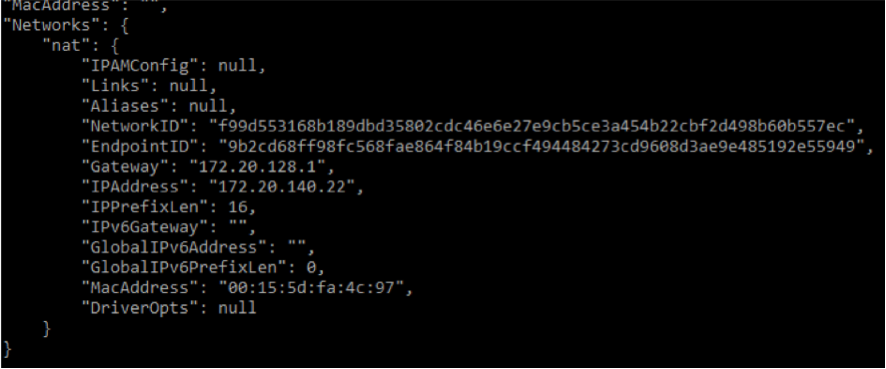 "MacAddress": "",
"Networks": {
"nat": {
"IPAMConfig": null,
"Links": null,
"Aliases": null,
"NetworkID": "f99d553168b189dbd35802cdc46e6e27e9cb5ce3a454b22cbf2d498b60b557ec",
"EndpointID": "9b2cd68ff98fc568fae864f84b19ccf494484273cd9608d3ae9e485192e55949",
"Gateway": "172.20.128.1",
"IPAddress": "172.20.140.22",
"IPPrefixLen": 16,
"IPv6Gateway": "",
"GlobalIPv6Address": "",
"GlobalIPv6PrefixLen": 0,
"MacAddress": "00:15:5d:fa:4c:97",
"DriverOpts": null
}
}